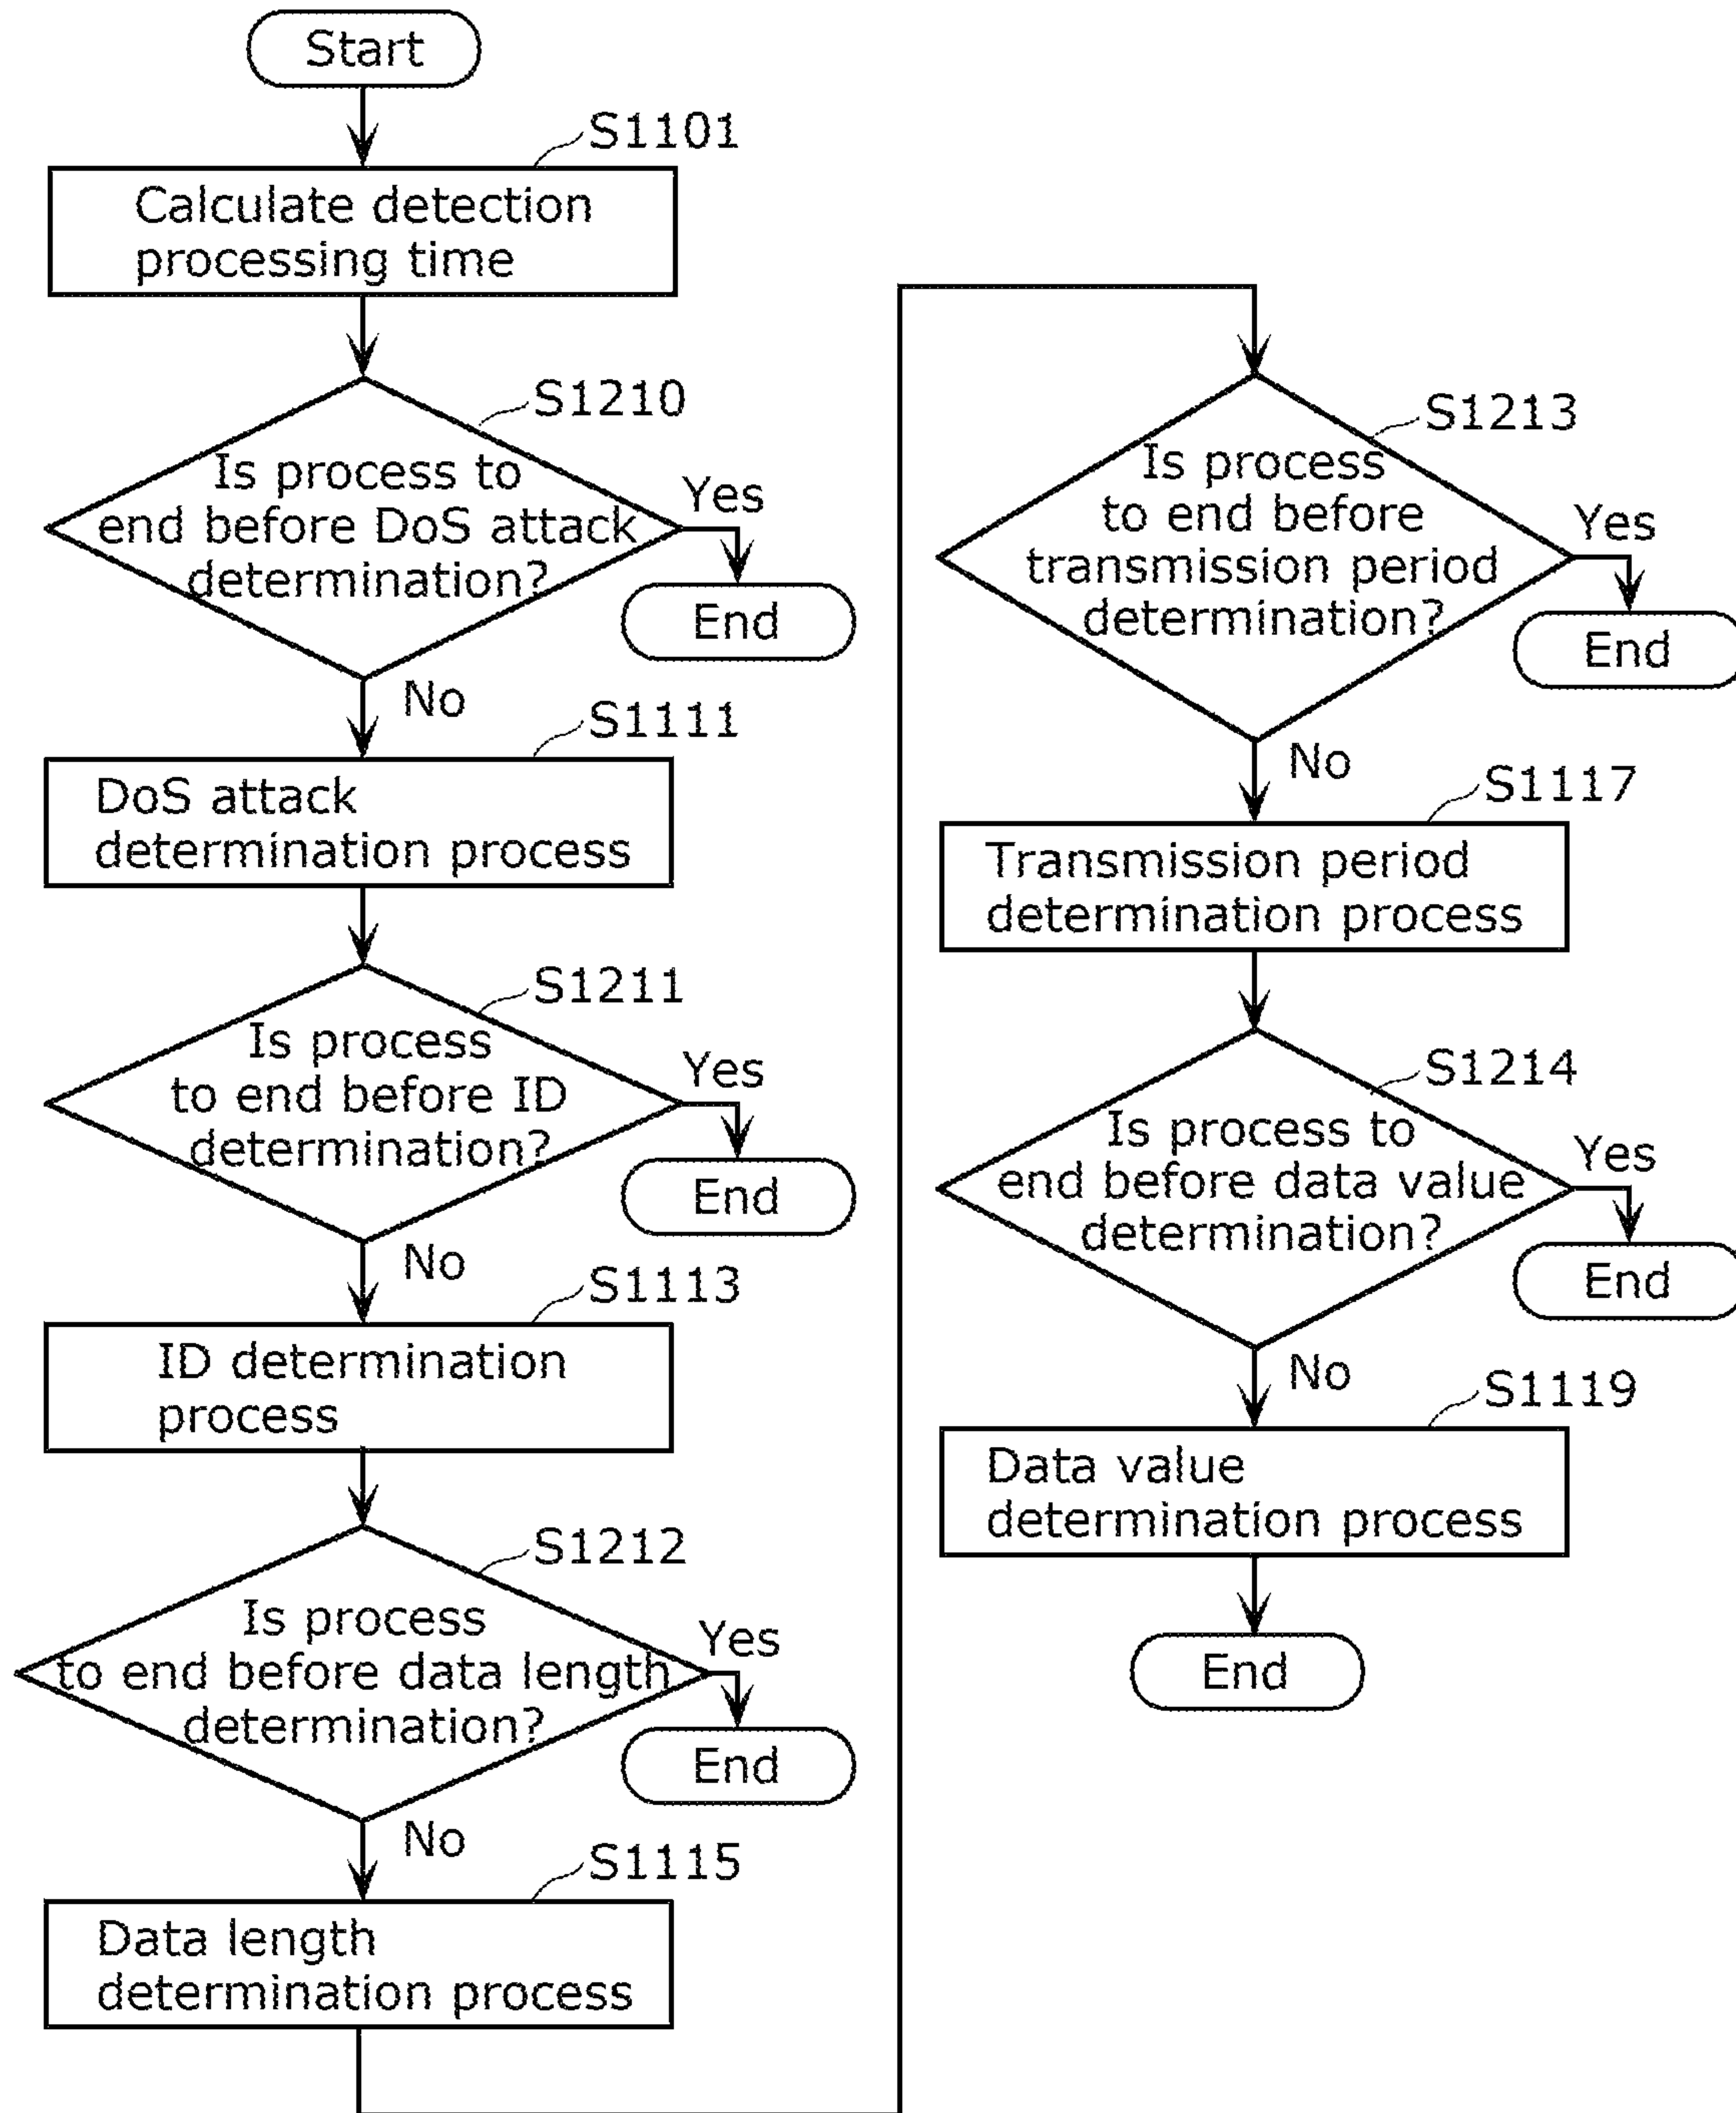 Start
S1101
Calculate detection
processing time
S1210
Is process to
end before DoS attack
determination?
Yes
End
No
S1111
DoS attack
determination process
S1211
Is process
to end before ID
determination?
Yes
End
No
S1113
ID determination
process
S1212
Is process
to end before data length
determination?
Yes
End
No
S1115
Data length
determination process
S1213
Is process
to end before
transmission period
determination?
Yes
End
No
S1117
Transmission period
determination process
S1214
Is process to
end before data value
determination?
Yes
End
No
S1119
Data value
determination process
End